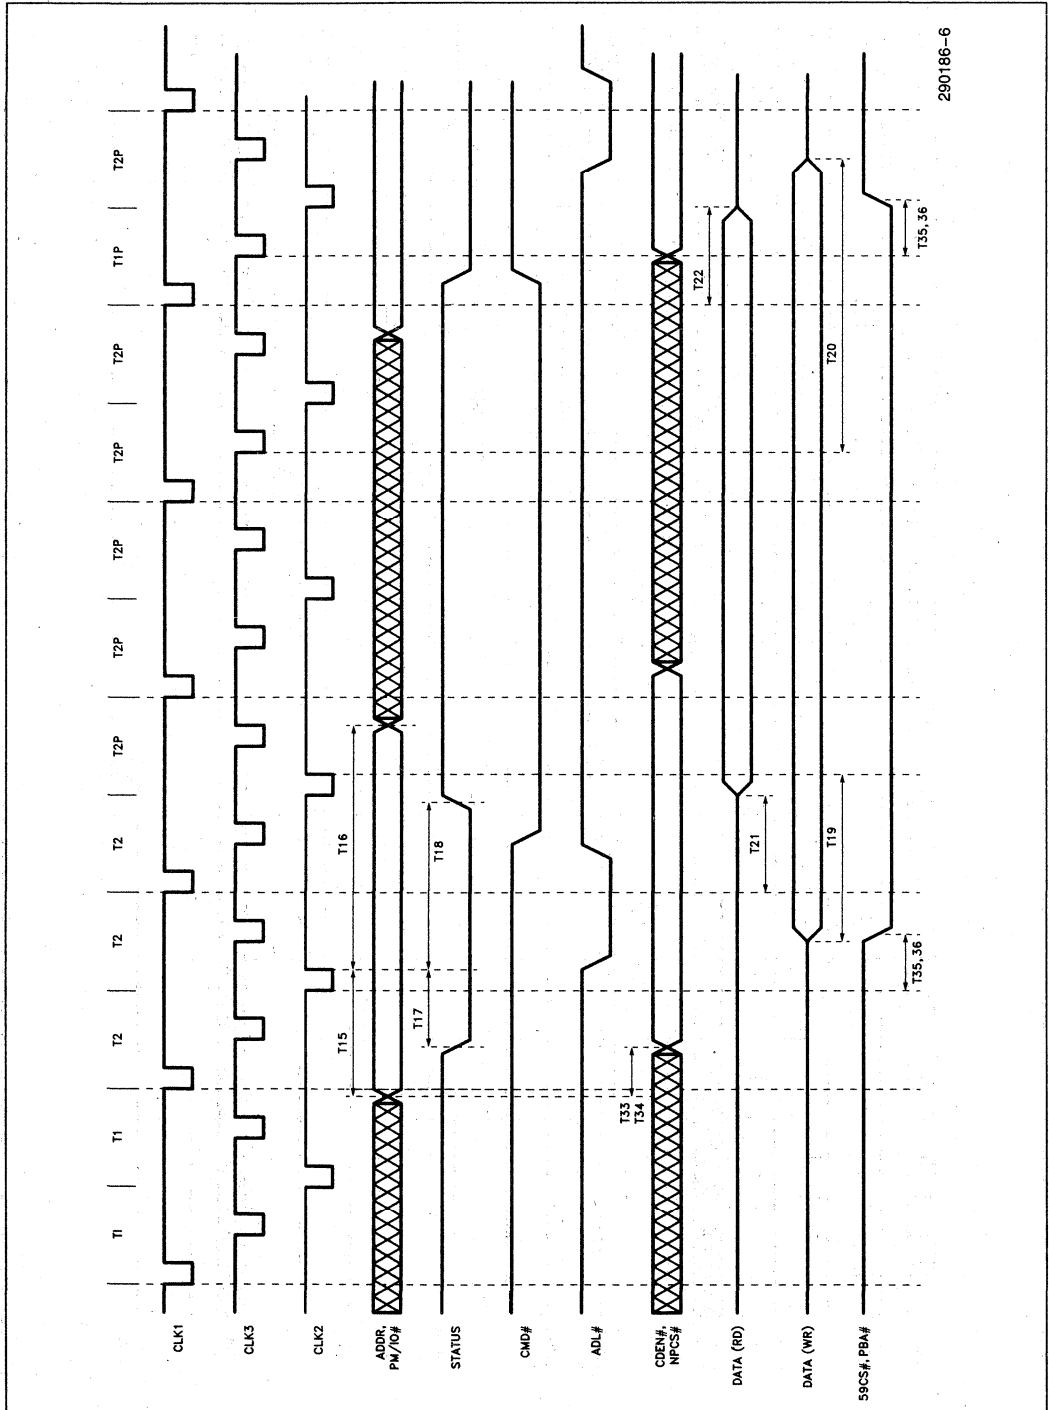 TI
T1
T2
T2
T2
T2P
T2P
T2P
T2P
T2P
T1P
T2P
CLK1
CLK3
CLK2
ADDR,
PM/IO#
T15
T16
STATUS
T17
T18
CMD#
ADL#
CDEN#,
NPCS#
T33
T34
DATA (RD)
T21
T22
DATA (WR)
T19
T20
59CS#, PBA#
T35, 36
T35, 36
290186-6